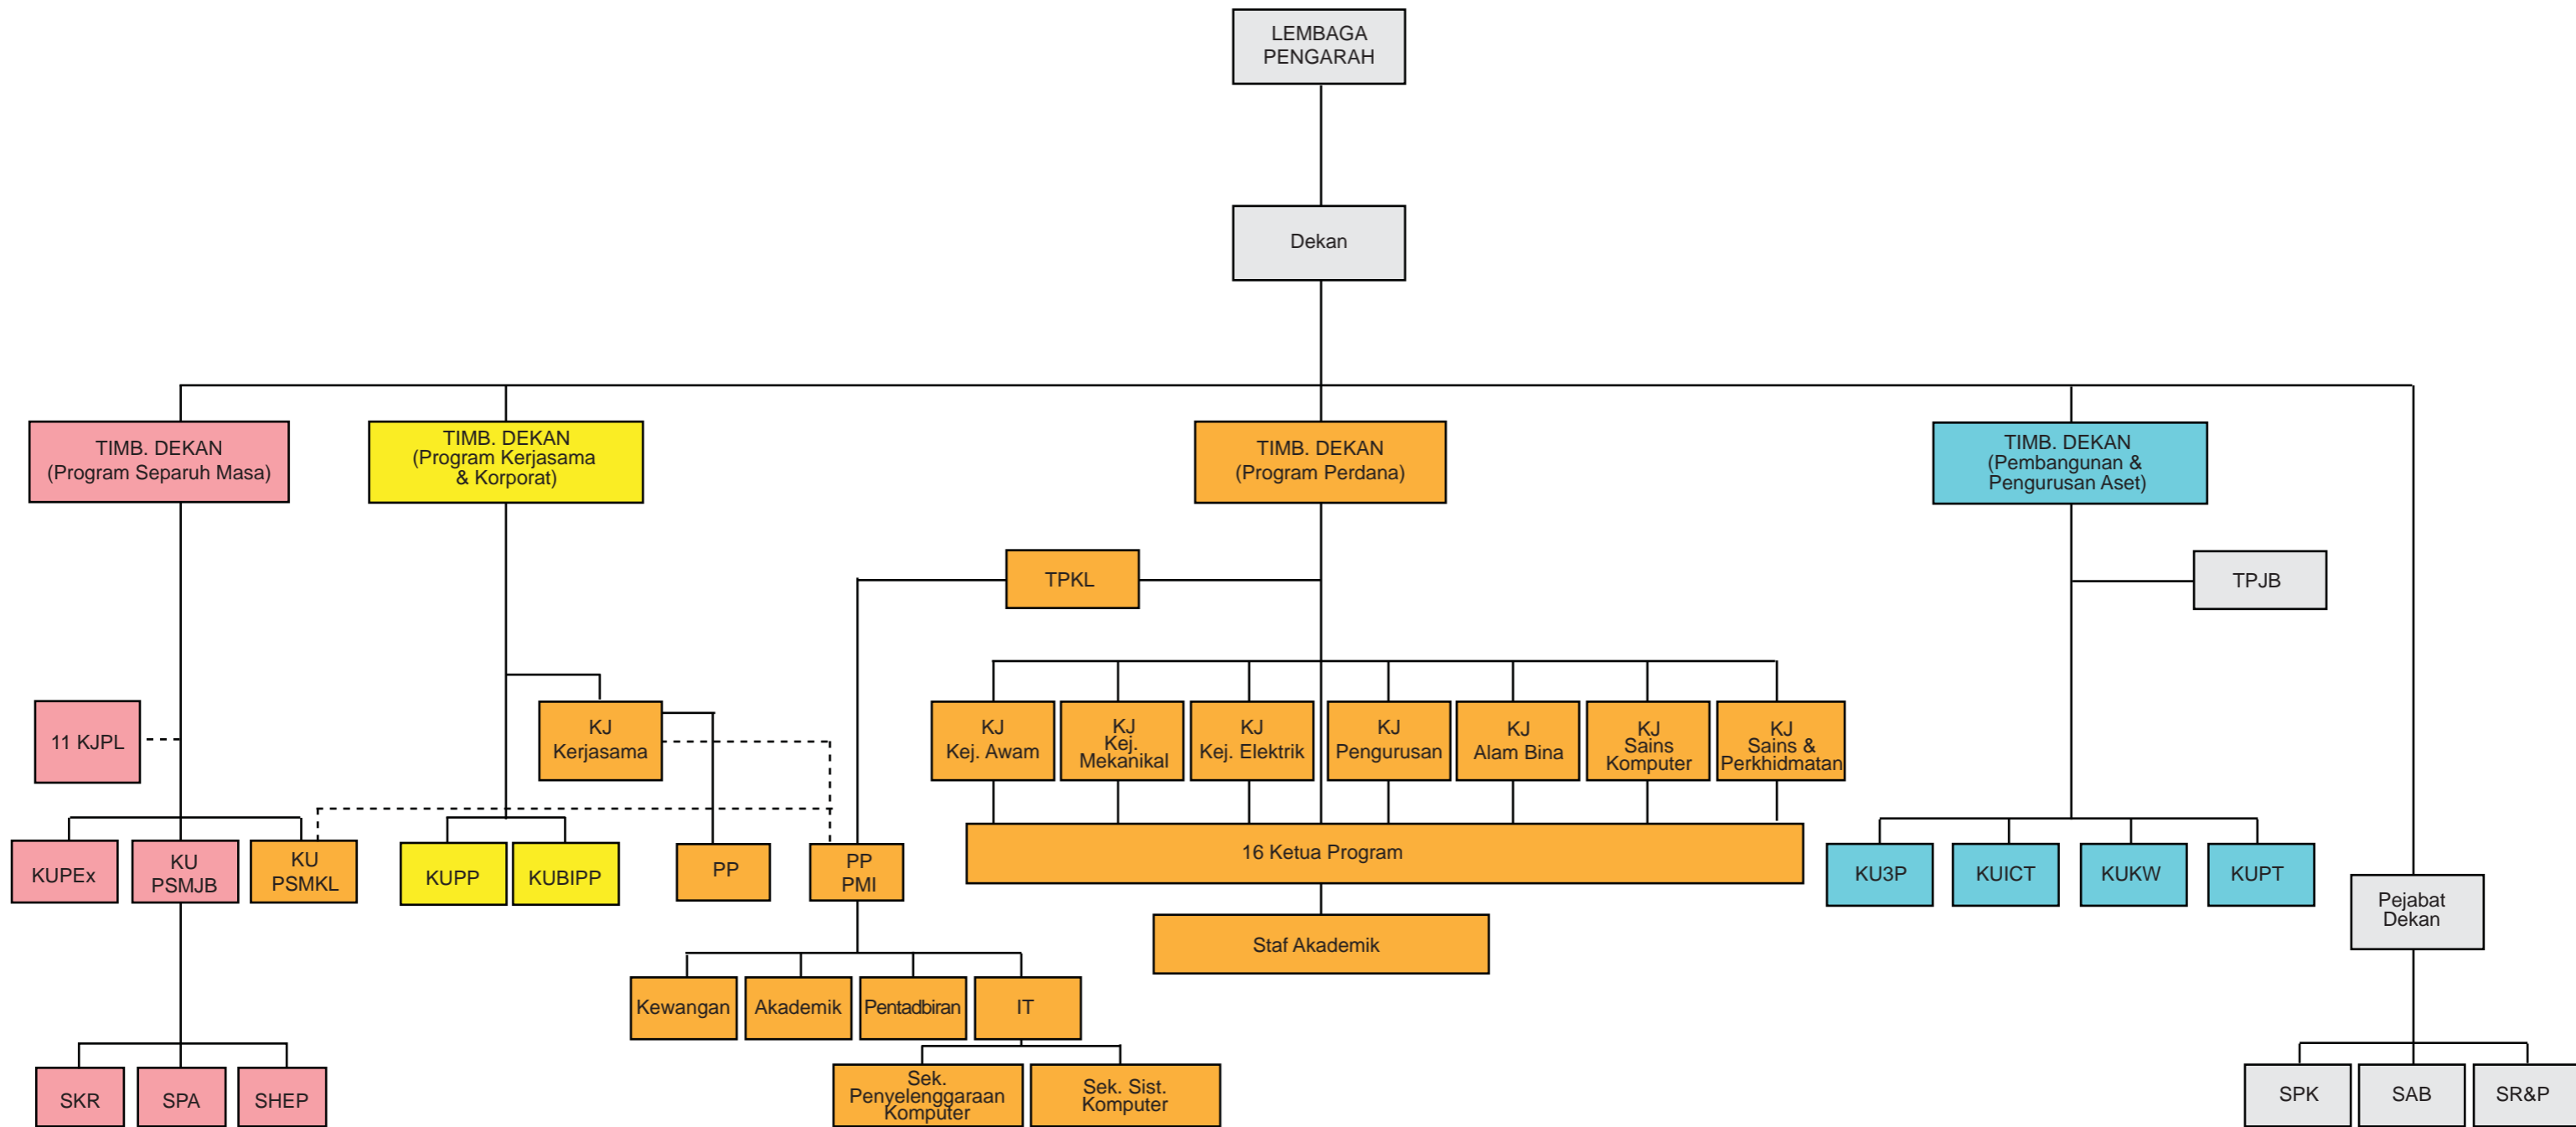 LEMBAGA
PENGARAH
Dekan
TIMB. DEKAN
(Program Separuh Masa)
TIMB. DEKAN
(Program Kerjasama
& Korporat)
TIMB. DEKAN
(Program Perdana)
TIMB. DEKAN
(Pembangunan &
Pengurusan Aset)
TPKL
TPJB
11 KJPL
KJ
Kerjasama
KJ
Kej. Awam
KJ
Kej.
Mekanikal
KJ
Kej. Elektrik
KJ
Pengurusan
KJ
Alam Bina
KJ
Sains
Komputer
KJ
Sains &
Perkhidmatan
KUPEx
KU
PSMJB
KU
PSMKL
KUPP
KUBIPP
PP
PP
PMI
16 Ketua Program
KU3P
KUICT
KUKW
KUPT
Pejabat
Dekan
Staf Akademik
Kewangan
Akademik
Pentadbiran
IT
SKR
SPA
SHEP
Sek.
Penyelenggaraan
Komputer
Sek. Sist.
Komputer
SPK
SAB
SR&P